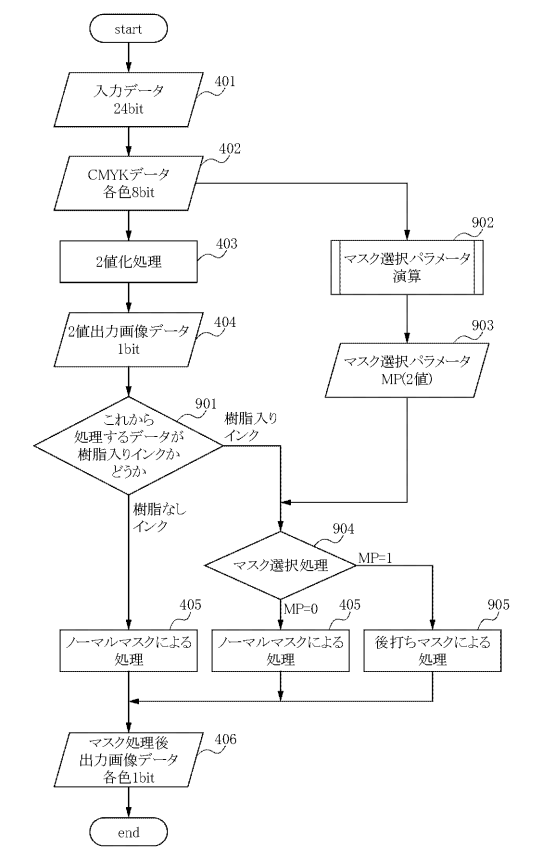 start
入力データ
24bit
401
CMYKデータ
各色8bit
402
2値化処理
403
マスク選択パラメータ
演算
902
2値出力画像データ
1bit
404
マスク選択パラメータ
MP(2値)
903
これから
処理するデータが
樹脂入りインクか
どうか
901
樹脂入り
インク
樹脂なし
インク
マスク選択処理
904
MP=1
MP=0
ノーマルマスクによる
処理
405
ノーマルマスクによる
処理
405
後打ちマスクによる
処理
905
マスク処理後
出力画像データ
各色1bit
406
end